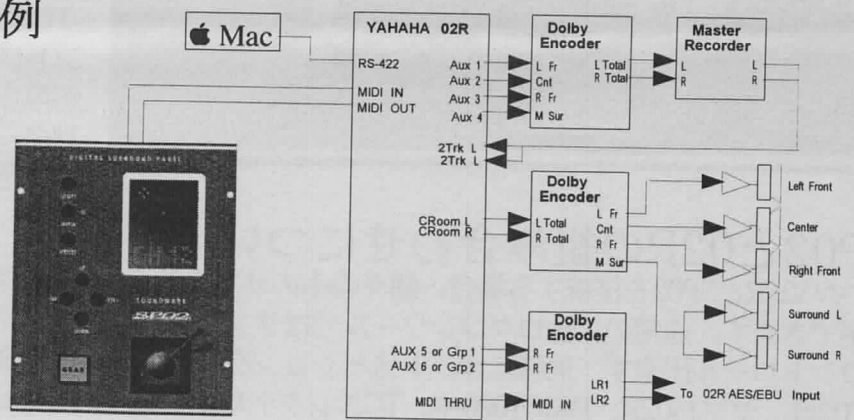 例
Mac
YAHAHA 02R
RS-422
MIDI IN
MIDI OUT
Aux 1
Aux 2
Aux 3
Aux 4
Dolby
Encoder
L Fr
Cnt
R Fr
M Sur
L Total
R Total
Master
Recorder
L
R
L
R
2Trk L
2Trk L
DIGITAL SURROUND PANEL
SOUNDMARK
SP02
GRAB
CRoom L
CRoom R
Dolby
Encoder
L Total
R Total
L Fr
Cnt
R Fr
M Sur
Left Front
Center
Right Front
Surround L
Surround R
AUX 5 or Grp 1
AUX 6 or Grp 2
MIDI THRU
Dolby
Encoder
R Fr
R Fr
MIDI IN
LR1
LR2
To 02R AES/EBU Input